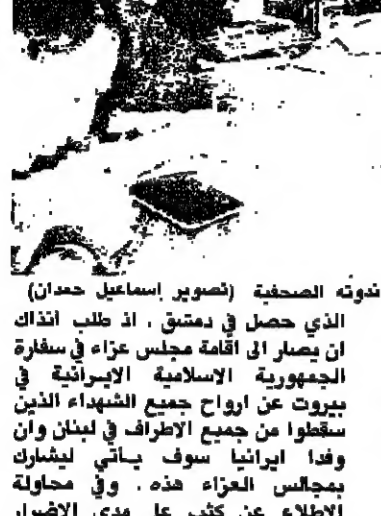 ندوته الصحفية (تصوير إسماعيل حمدان)
الذي حصل في دمشق ، اذ طلب آنذاك
ان يصار الى اقامة مجلس عزاء في سفارة
الجمهورية الاسلامية الايرانية في
بيروت عن ارواح جميع الشهداء الذين
سقطوا من جميع الاطراف في لبنان وان
وفدا ايرانيا سوف يأتي ليشارك
بمجالس العزاء هذه . وفي محاولة
الاطلاع عن كثب على مدى الاضرار